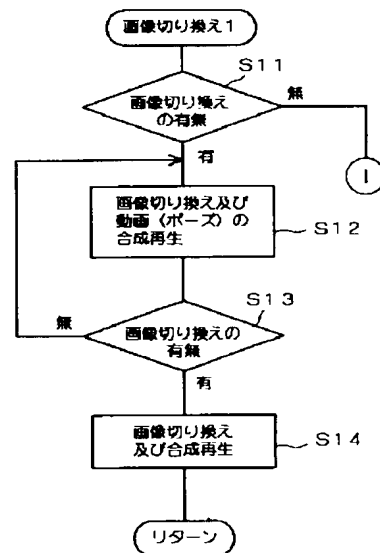 画像切り換え1
S11
画像切り換え
の有無
無
1
有
画像切り換え及び
動画（ポーズ）の
合成再生
S12
S13
無
画像切り換えの
有無
有
画像切り換え
及び合成再生
S14
リターン